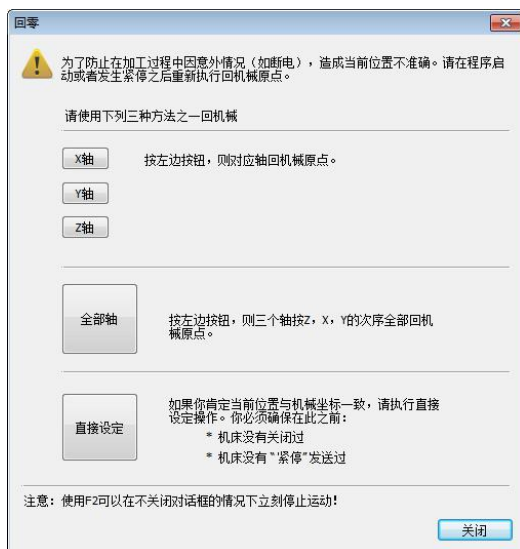 回零
为了防止在加工过程中因意外情况（如断电），造成当前位置不准确。请在程序启
动或者发生紧停之后重新执行回机械原点。
请使用下列三种方法之一回机械
X轴
按左边按钮，则对应轴回机械原点。
Y轴
Z轴
全部轴
按左边按钮，则三个轴按Z，X，Y的次序全部回机
械原点。
直接设定
如果你肯定当前位置与机械坐标一致，请执行直接
设定操作。你必须确保在此之前：
* 机床没有关闭过
* 机床没有“紧停”发送过
注意：使用F2可以在不关闭对话框的情况下立刻停止运动！
关闭